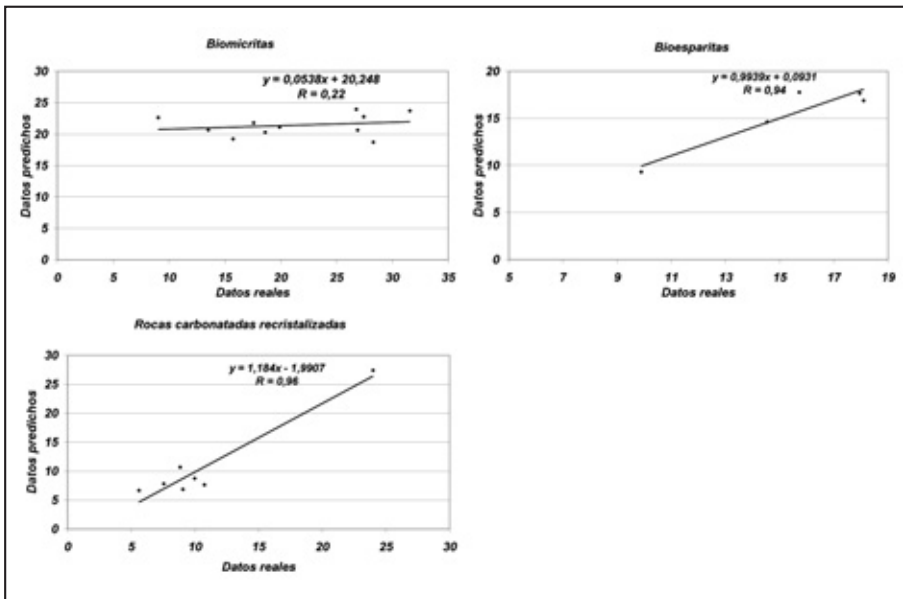 Biomicritas
y = 0,0538x + 20,248
R = 0,22
Datos predichos
30
25
20
15
10
5
0
0 5 10 15 20 25 30 35
Datos reales
Bioesparitas
y = 0,9939x + 0,0931
R = 0,94
Datos predichos
20
15
10
5
0
5 7 9 11 13 15 17 19
Datos reales
Rocas carbonatadas recristalizadas
y = 1,184x - 1,9907
R = 0,96
Datos predichos
30
25
20
15
10
5
0
0 5 10 15 20 25 30
Datos reales